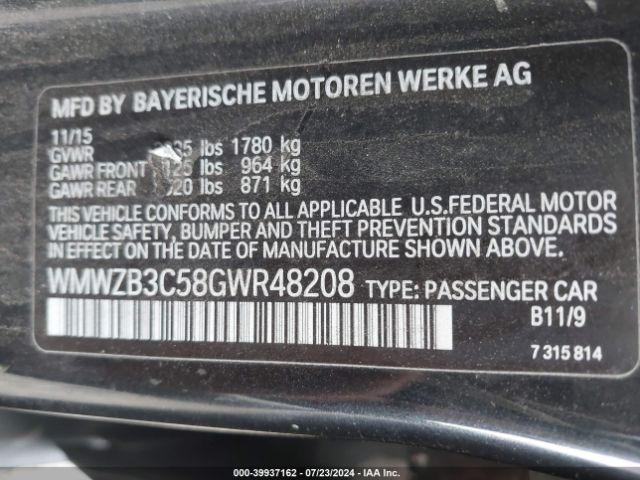 MFD BY BAYERISCHE MOTOREN WERKE AG
11/15
GVWR lbs 1780 kg
GAWR FRONT lbs 964 kg
GAWR REAR lbs 871 kg
THIS VEHICLE CONFORMS TO ALL APPLICABLE U.S.FEDERAL MOTOR
VEHICLE SAFETY, BUMPER AND THEFT PREVENTION STANDARDS
IN EFFECT ON THE DATE OF MANUFACTURE SHOWN ABOVE.
WMWZB3C58GWR48208 TYPE: PASSENGER CAR
B11/9
7 315 814
000-39937162 - 07/23/2024 - IAA Inc.